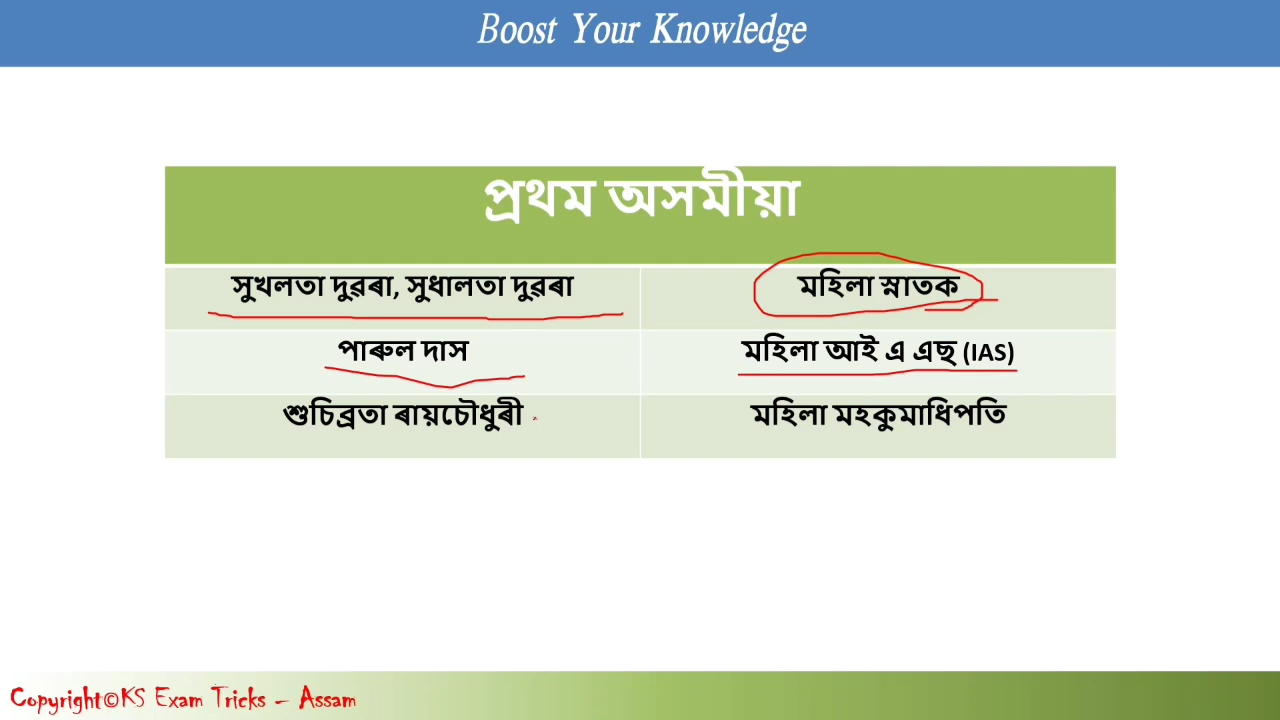 Boost Your Knowledge
প্ৰথম অসমীয়া
সুখলতা দুৱৰা, সুধালতা দুৱৰা
মহিলা স্নাতক
পাৰুল দাস
মহিলা আই এ এছ (IAS)
শুচিব্ৰতা ৰায়চৌধুৰী
মহিলা মহকুমাধিপতি
Copyright©KS Exam Tricks – Assam